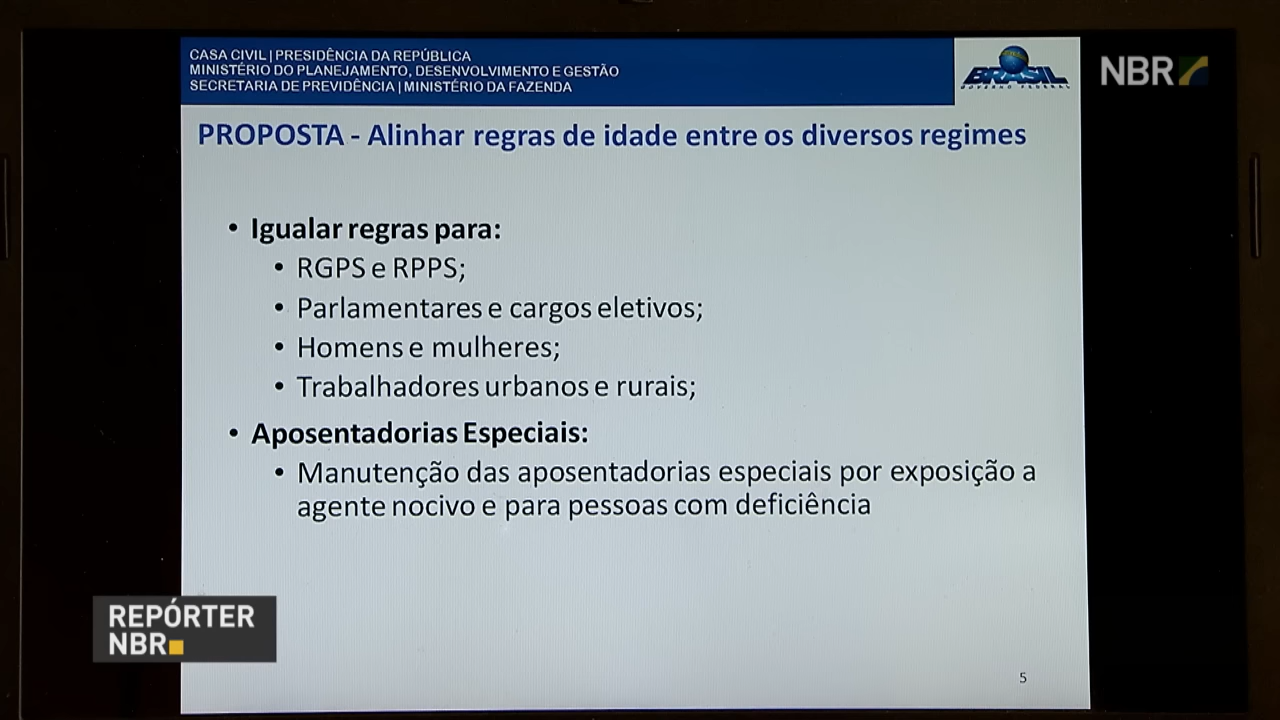 CASA CIVIL | PRESIDÊNCIA DA REPÚBLICA
MINISTÉRIO DO PLANEJAMENTO, DESENVOLVIMENTO E GESTÃO
SECRETARIA DE PREVIDÊNCIA | MINISTÉRIO DA FAZENDA
BRASIL
GOVERNO FEDERAL
NBR
PROPOSTA - Alinhar regras de idade entre os diversos regimes
• Igualar regras para:
• RGPS e RPPS;
• Parlamentares e cargos eletivos;
• Homens e mulheres;
• Trabalhadores urbanos e rurais;
• Aposentadorias Especiais:
• Manutenção das aposentadorias especiais por exposição a
agente nocivo e para pessoas com deficiência
REPÓRTER
NBR
5